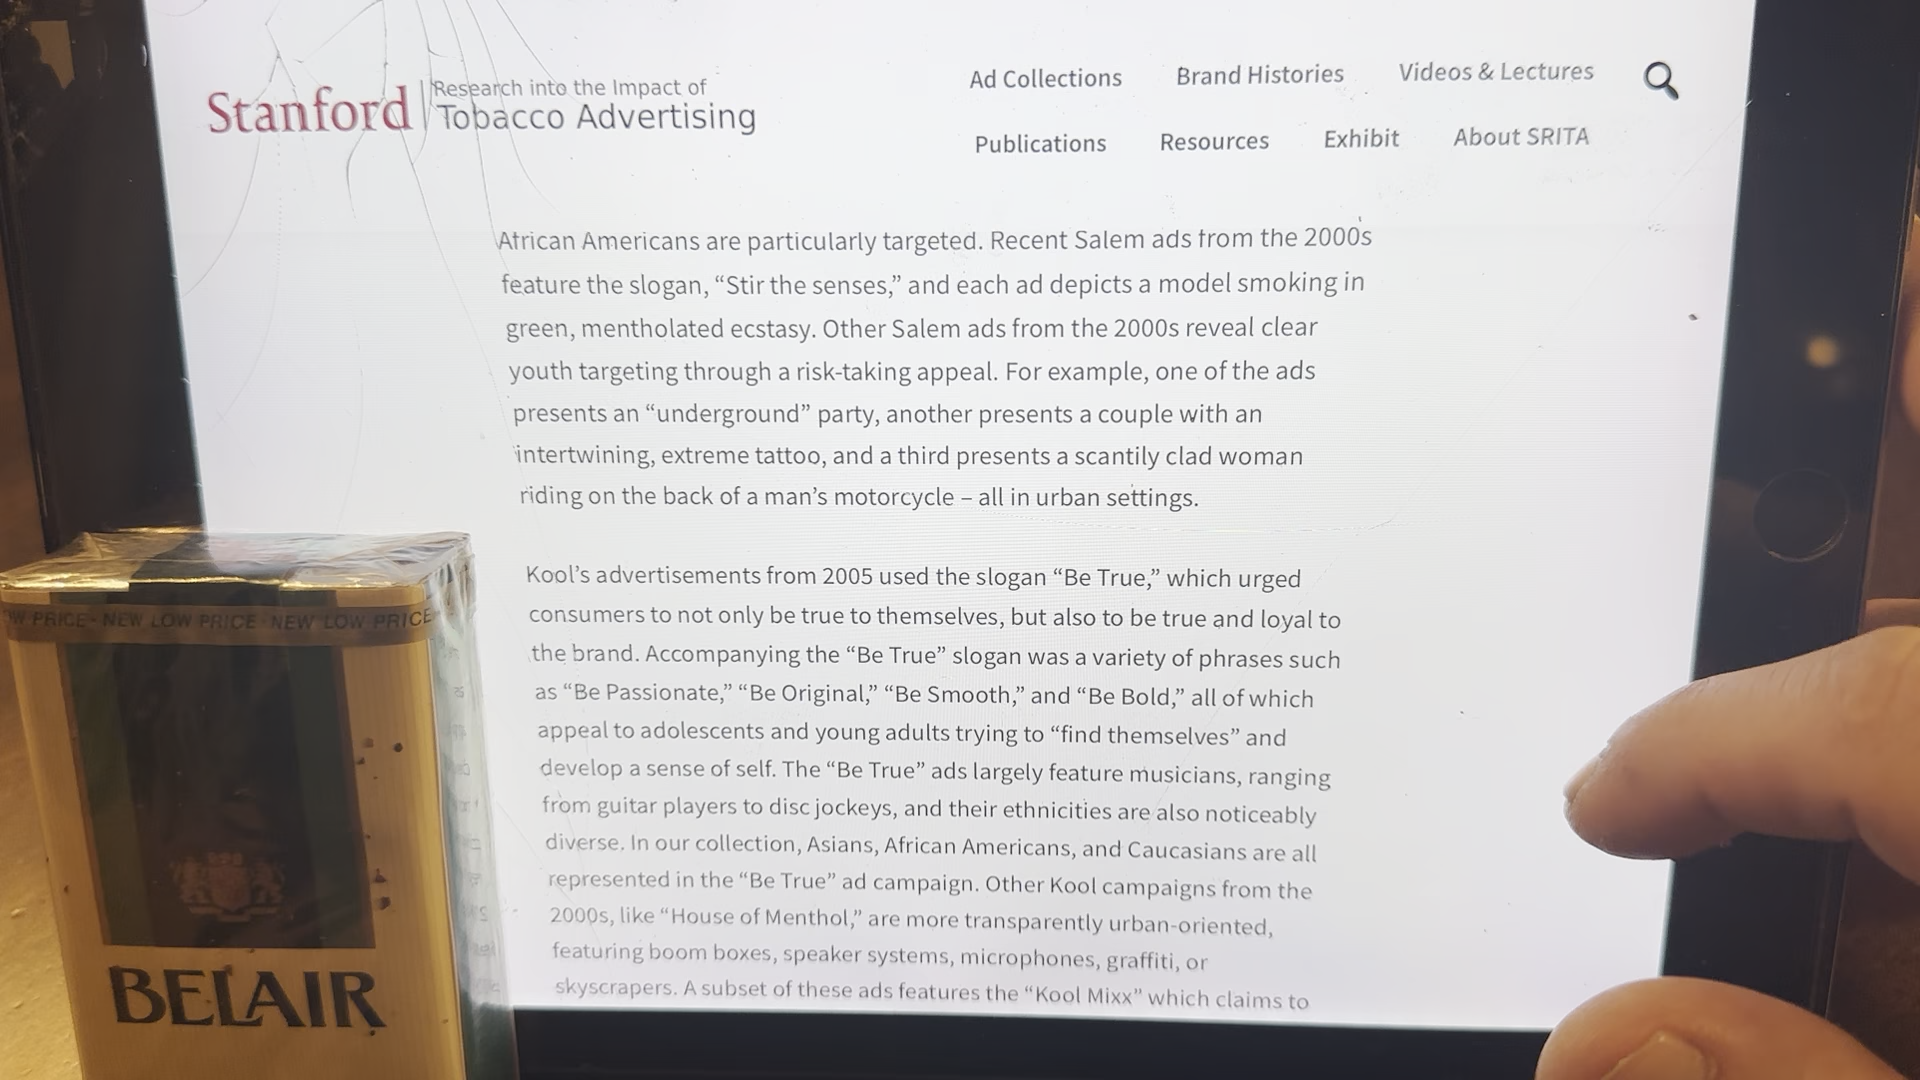 Stanford
Research into the Impact of
Tobacco Advertising
Ad Collections Brand Histories Videos & Lectures
Publications Resources Exhibit About SRITA
African Americans are particularly targeted. Recent Salem ads from the 2000s
feature the slogan, “Stir the senses,” and each ad depicts a model smoking in
green, mentholated ecstasy. Other Salem ads from the 2000s reveal clear
youth targeting through a risk-taking appeal. For example, one of the ads
presents an “underground” party, another presents a couple with an
intertwining, extreme tattoo, and a third presents a scantily clad woman
riding on the back of a man’s motorcycle – all in urban settings.
Kool’s advertisements from 2005 used the slogan “Be True,” which urged
consumers to not only be true to themselves, but also to be true and loyal to
the brand. Accompanying the “Be True” slogan was a variety of phrases such
as “Be Passionate,” “Be Original,” “Be Smooth,” and “Be Bold,” all of which
appeal to adolescents and young adults trying to “find themselves” and
develop a sense of self. The “Be True” ads largely feature musicians, ranging
from guitar players to disc jockeys, and their ethnicities are also noticeably
diverse. In our collection, Asians, African Americans, and Caucasians are all
represented in the “Be True” ad campaign. Other Kool campaigns from the
2000s, like “House of Menthol,” are more transparently urban-oriented,
featuring boom boxes, speaker systems, microphones, graffiti, or
skyscrapers. A subset of these ads features the “Kool Mixx” which claims to
PRICE · NEW LOW PRICE · NEW LOW PRICE
BELAIR